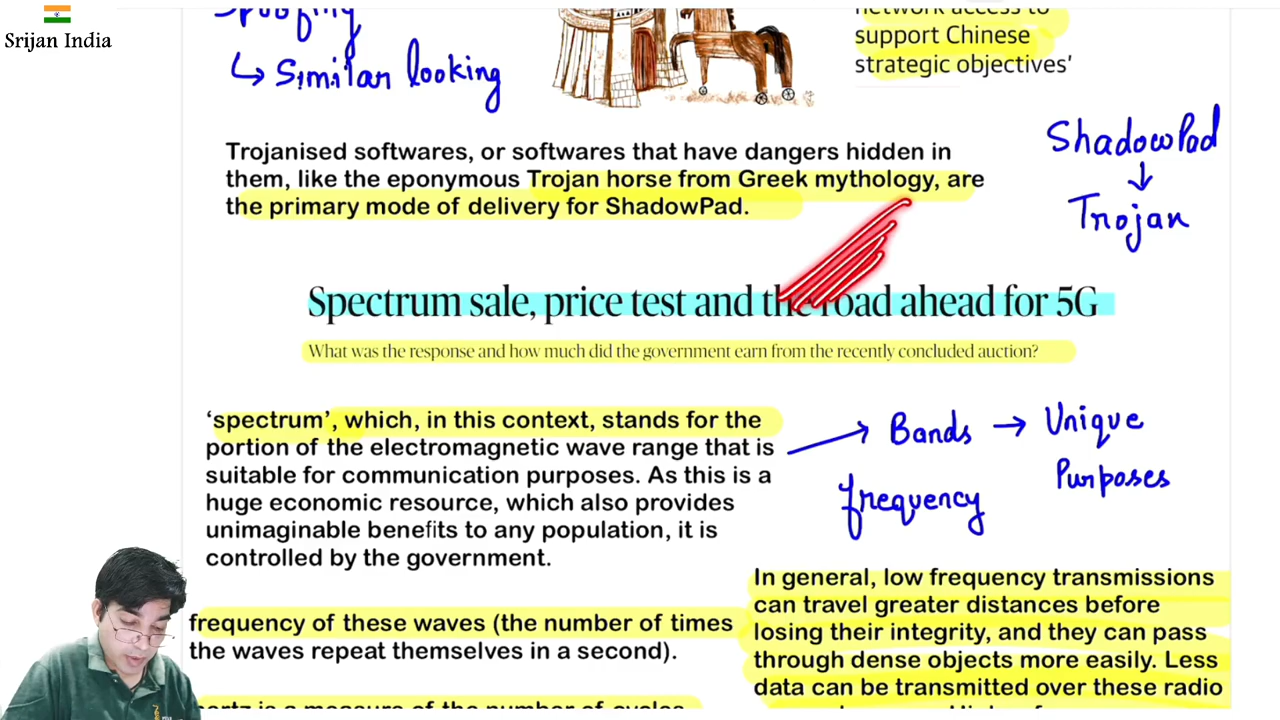 Srijan India
Spoofing
↳ Similar looking
network access to
support Chinese
strategic objectives'
Trojanised softwares, or softwares that have dangers hidden in
them, like the eponymous Trojan horse from Greek mythology, are
the primary mode of delivery for ShadowPad.
ShadowPad
↓
Trojan
Spectrum sale, price test and the road ahead for 5G
What was the response and how much did the government earn from the recently concluded auction?
‘spectrum’, which, in this context, stands for the
portion of the electromagnetic wave range that is
suitable for communication purposes. As this is a
huge economic resource, which also provides
unimaginable benefits to any population, it is
controlled by the government.
→ Bands → Unique
Purposes
frequency
frequency of these waves (the number of times
the waves repeat themselves in a second).
hertz is a measure of the number of cycles
In general, low frequency transmissions
can travel greater distances before
losing their integrity, and they can pass
through dense objects more easily. Less
data can be transmitted over these radio